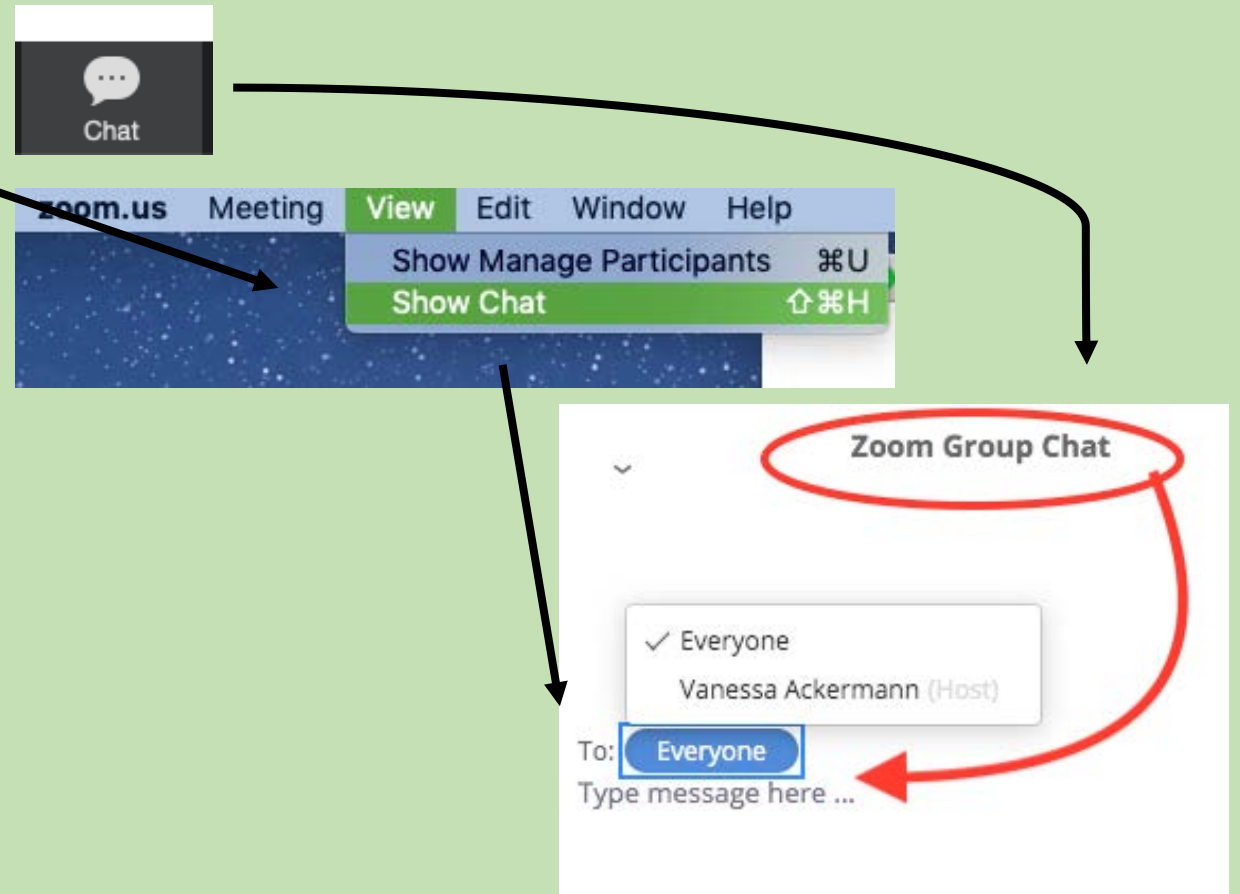 Chat
zoom.us Meeting View Edit Window Help
Show Manage Participants ⌘U
Show Chat ⇧⌘H
Zoom Group Chat
✓ Everyone
Vanessa Ackermann (Host)
To: Everyone
Type message here ...